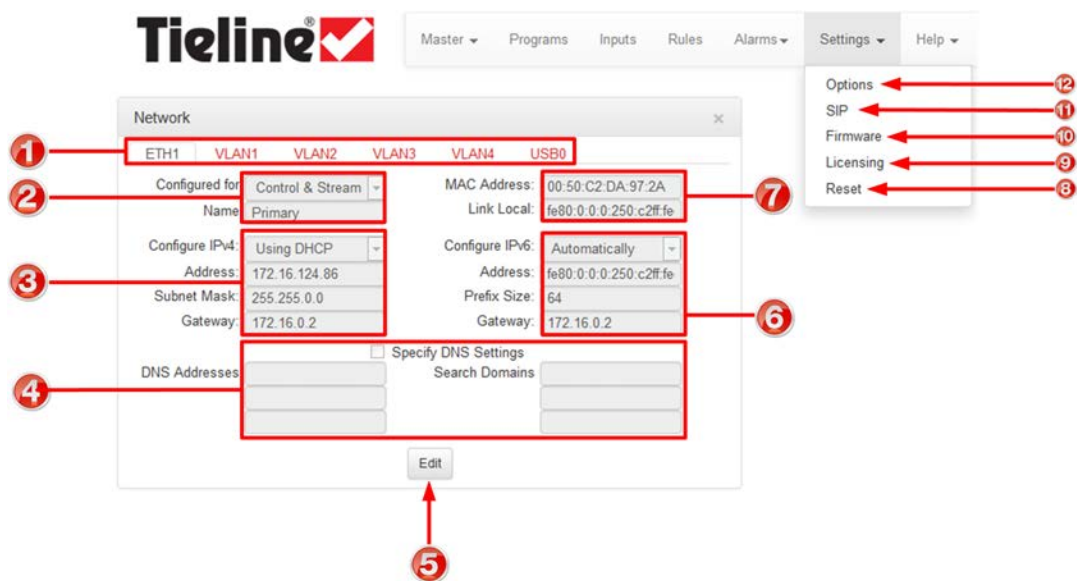 Tieline®
Master Programs Inputs Rules Alarms Settings Help
Options 12
SIP 11
Firmware 10
Licensing 9
Reset 8
Network ×
1 ETH1 VLAN1 VLAN2 VLAN3 VLAN4 USB0
2 Configured for Control & Stream MAC Address: 00:50:C2:DA:97:2A 7
Name Primary Link Local: fe80:0:0:0:250:c2ff:fe
Configure IPv4: Using DHCP Configure IPv6: Automatically
3 Address: 172.16.124.86 Address: fe80:0:0:0:250:c2ff:fe
Subnet Mask: 255.255.0.0 Prefix Size: 64
Gateway: 172.16.0.2 Gateway: 172.16.0.2 6
Specify DNS Settings
4 DNS Addresses Search Domains
Edit
5